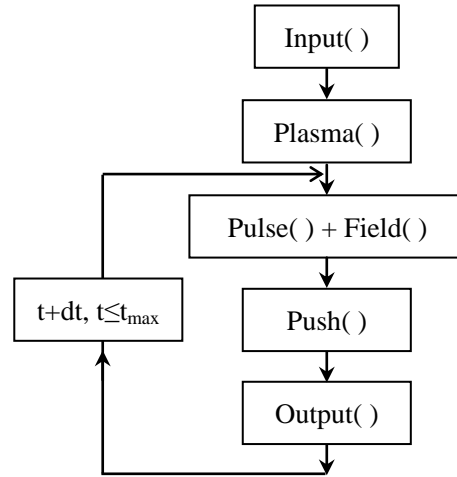 Input( )
Plasma( )
Pulse( ) + Field( )
t+dt, t≤tmax
Push( )
Output( )